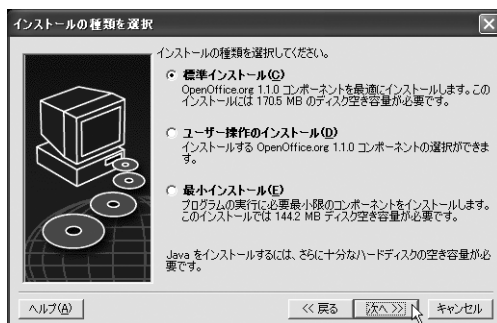 インストールの種類を選択
インストールの種類を選択してください。
標準インストール(C)
OpenOffice.org 1.1.0 コンポーネントを最適にインストールします。この
インストールには 170.5 MB のディスク空き容量が必要です。
ユーザー操作のインストール(D)
インストールする OpenOffice.org 1.1.0 コンポーネントの選択ができま
す。
最小インストール(E)
プログラムの実行に必要最小限のコンポーネントをインストールします。
このインストールでは 144.2 MB ディスク空き容量が必要です。
Java をインストールするには、さらに十分なハードディスクの空き容量が必
要です。
ヘルプ(A)
<< 戻る
次へ >>
キャンセル